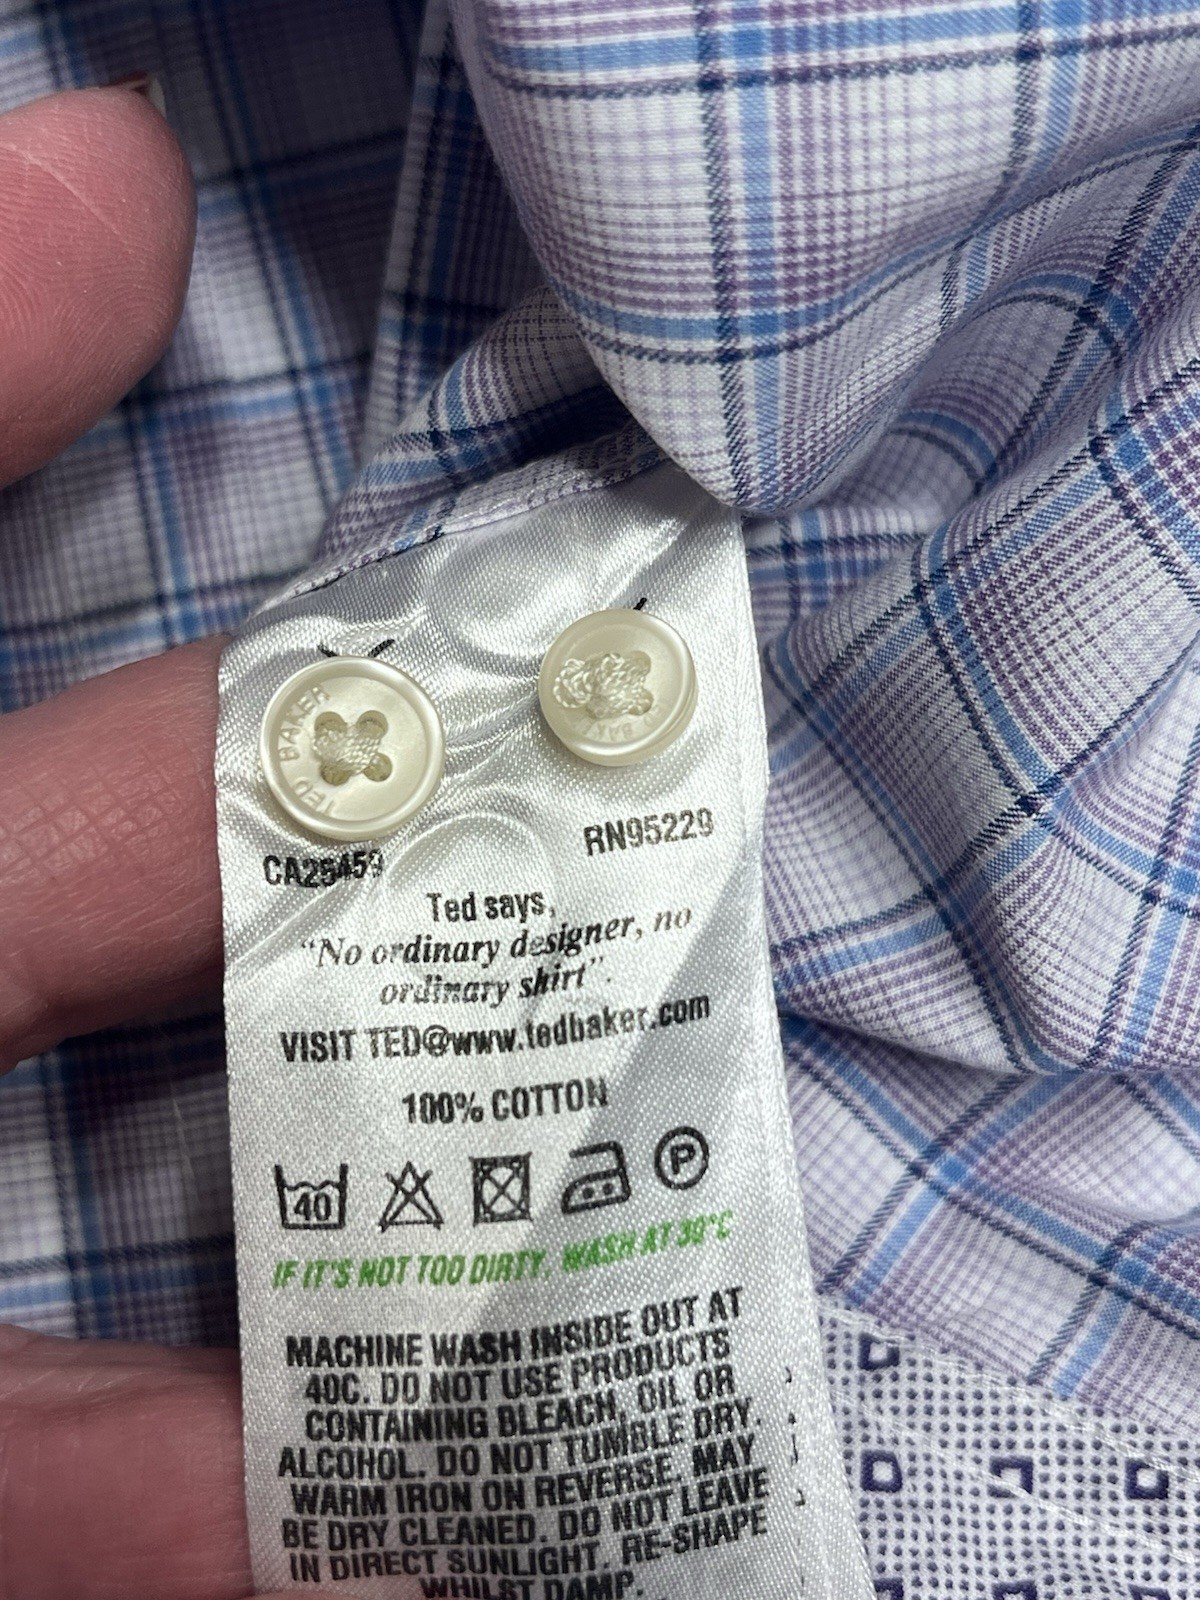 TED BAKER
BAKER
CA25459
RN95229
Ted says,
“No ordinary designer, no
ordinary shirt”.
VISIT TED@www.tedbaker.com
100% COTTON
40
P
IF IT'S NOT TOO DIRTY, WASH AT 30°C
MACHINE WASH INSIDE OUT AT
40C. DO NOT USE PRODUCTS
CONTAINING BLEACH, OIL OR
ALCOHOL. DO NOT TUMBLE DRY.
WARM IRON ON REVERSE. MAY
BE DRY CLEANED. DO NOT LEAVE
IN DIRECT SUNLIGHT. RE-SHAPE
WHILST DAMP.